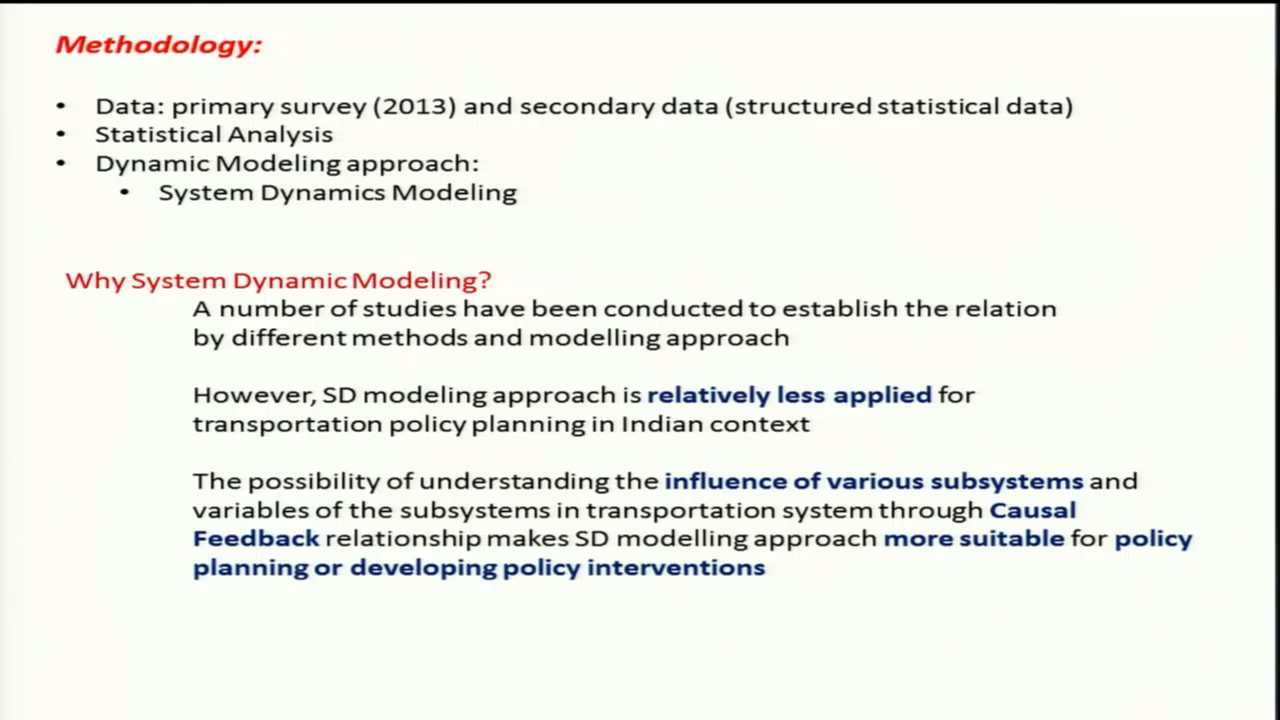 Methodology:
• Data: primary survey (2013) and secondary data (structured statistical data)
• Statistical Analysis
• Dynamic Modeling approach:
• System Dynamics Modeling
Why System Dynamic Modeling?
A number of studies have been conducted to establish the relation
by different methods and modelling approach
However, SD modeling approach is relatively less applied for
transportation policy planning in Indian context
The possibility of understanding the influence of various subsystems and
variables of the subsystems in transportation system through Causal
Feedback relationship makes SD modelling approach more suitable for policy
planning or developing policy interventions